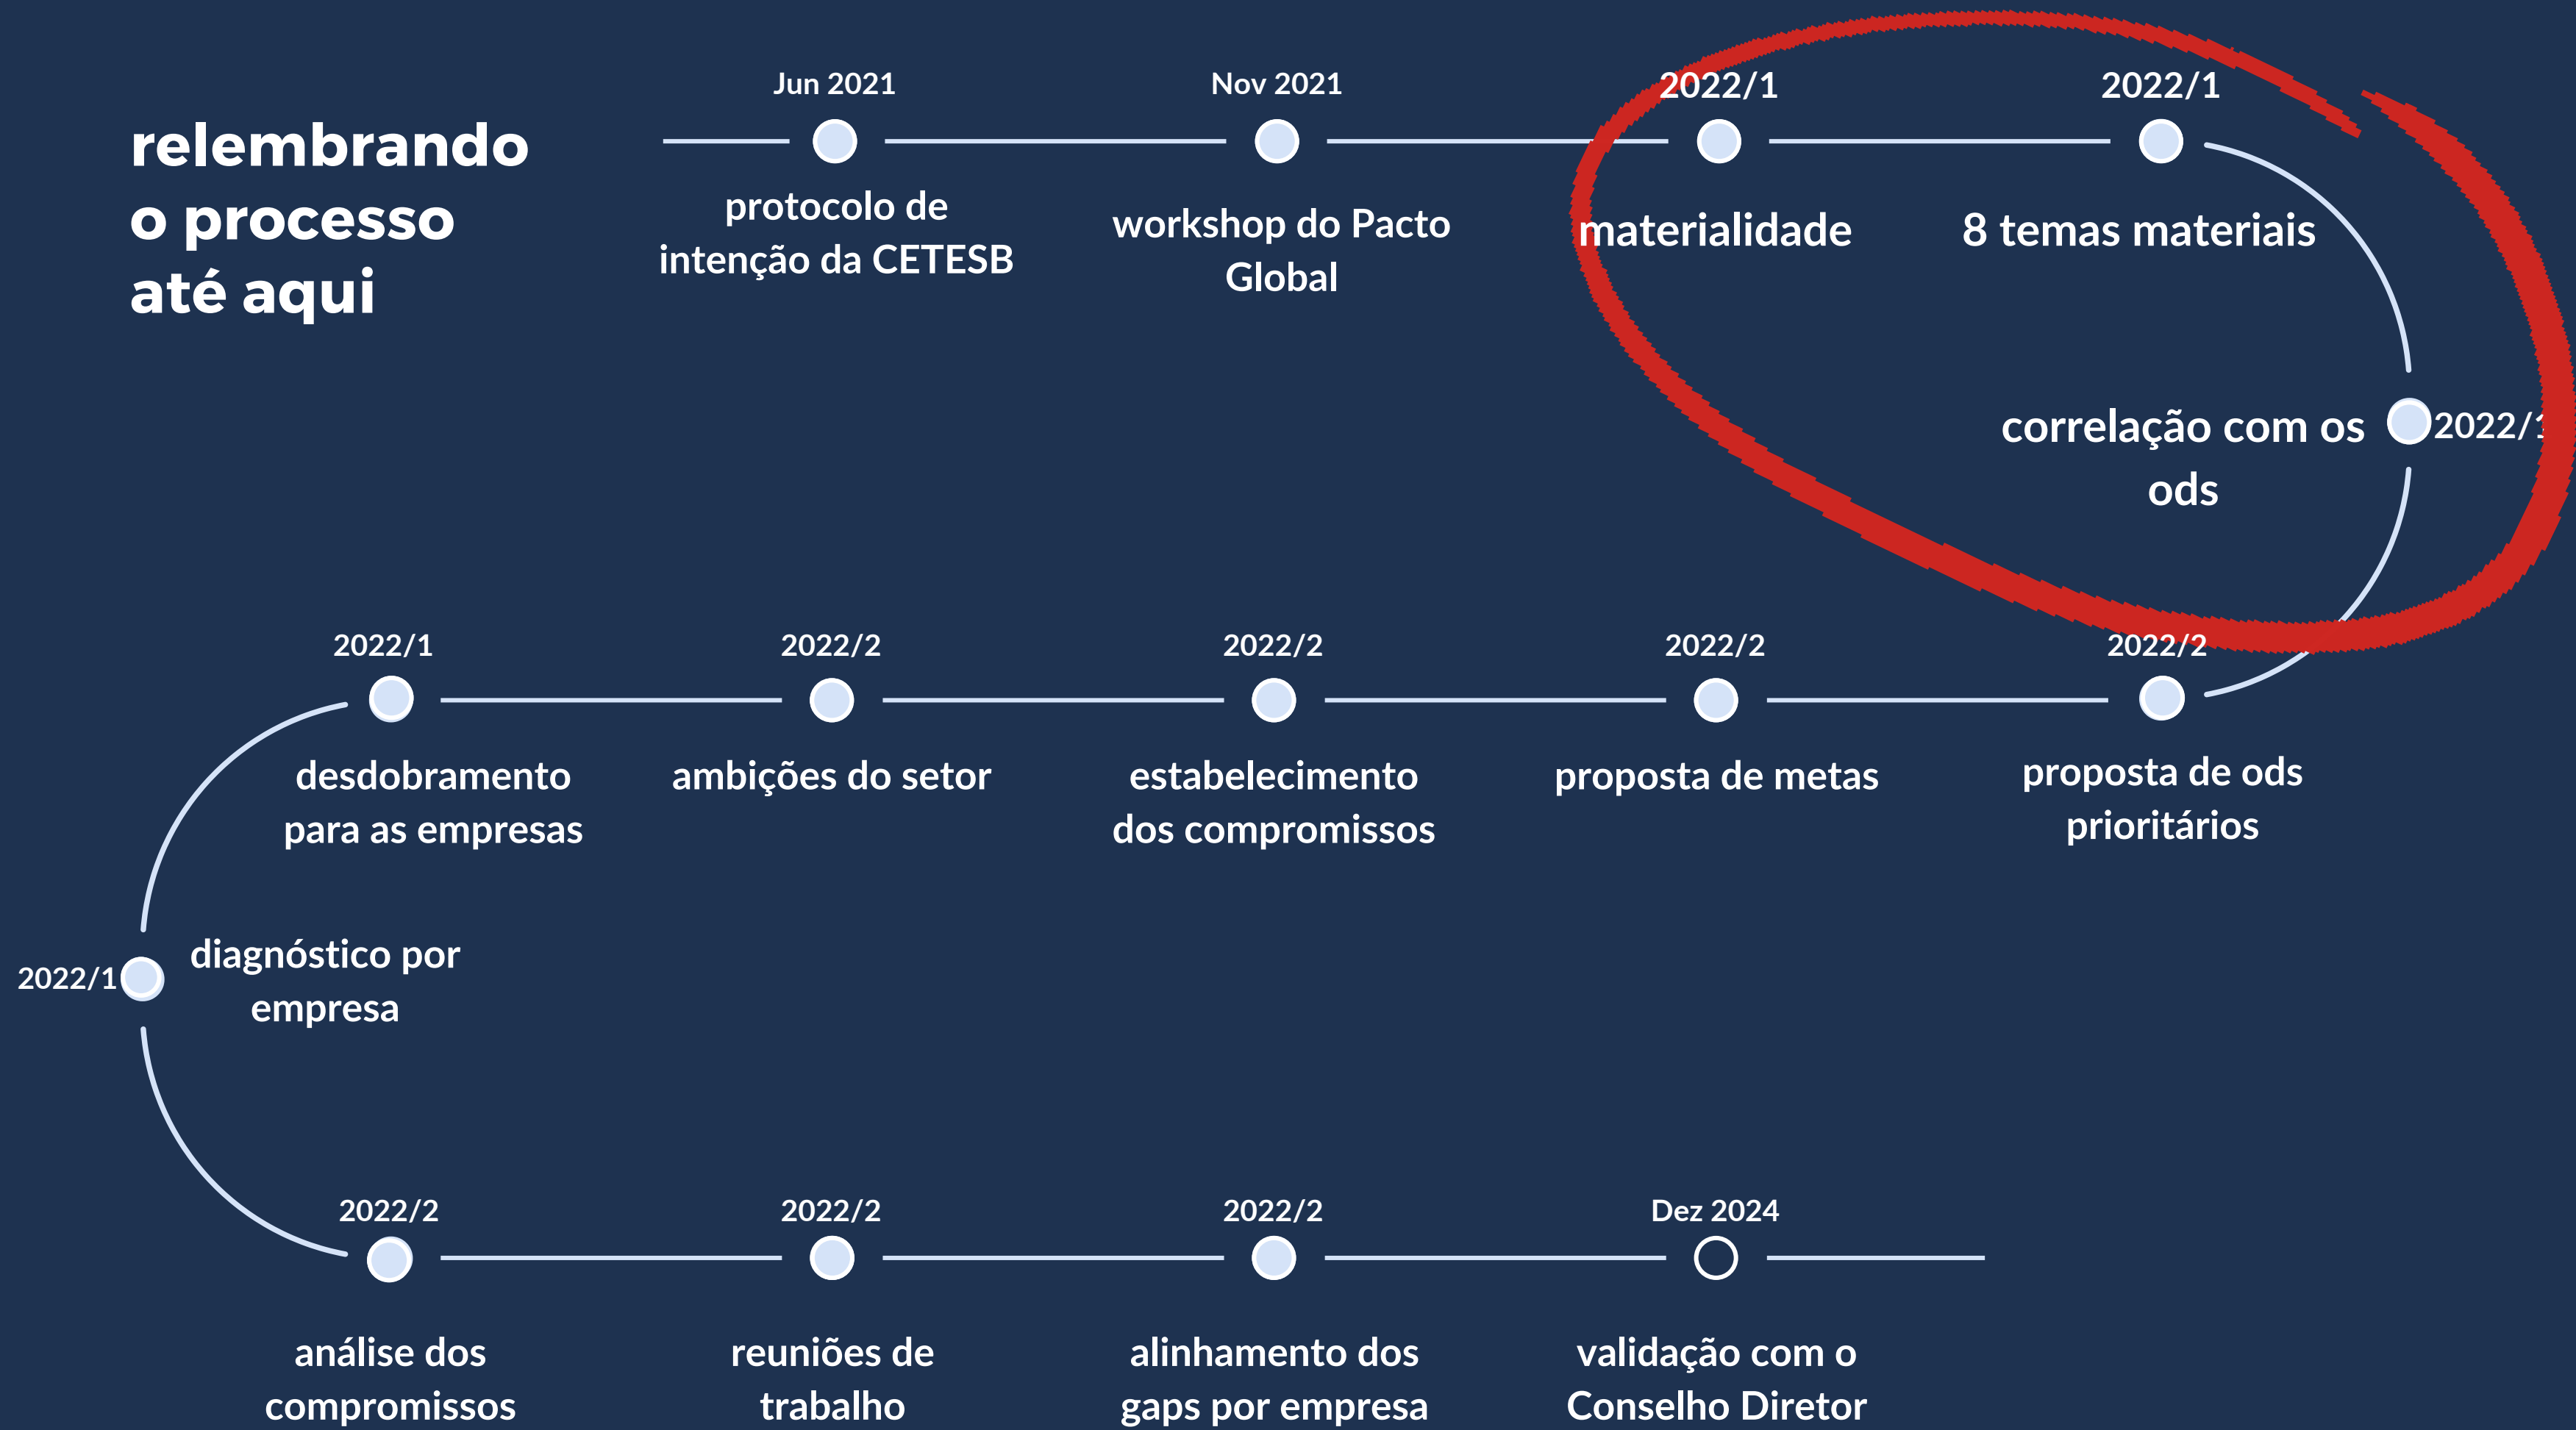 relembrando
o processo
até aqui
Jun 2021
protocolo de
intenção da CETESB
Nov 2021
workshop do Pacto
Global
2022/1
materialidade
2022/1
8 temas materiais
2022/1
correlação com os
ods
2022/2
proposta de ods
prioritários
2022/2
proposta de metas
2022/2
estabelecimento
dos compromissos
2022/2
ambições do setor
2022/1
desdobramento
para as empresas
2022/1
diagnóstico por
empresa
2022/2
análise dos
compromissos
2022/2
reuniões de
trabalho
2022/2
alinhamento dos
gaps por empresa
Dez 2024
validação com o
Conselho Diretor